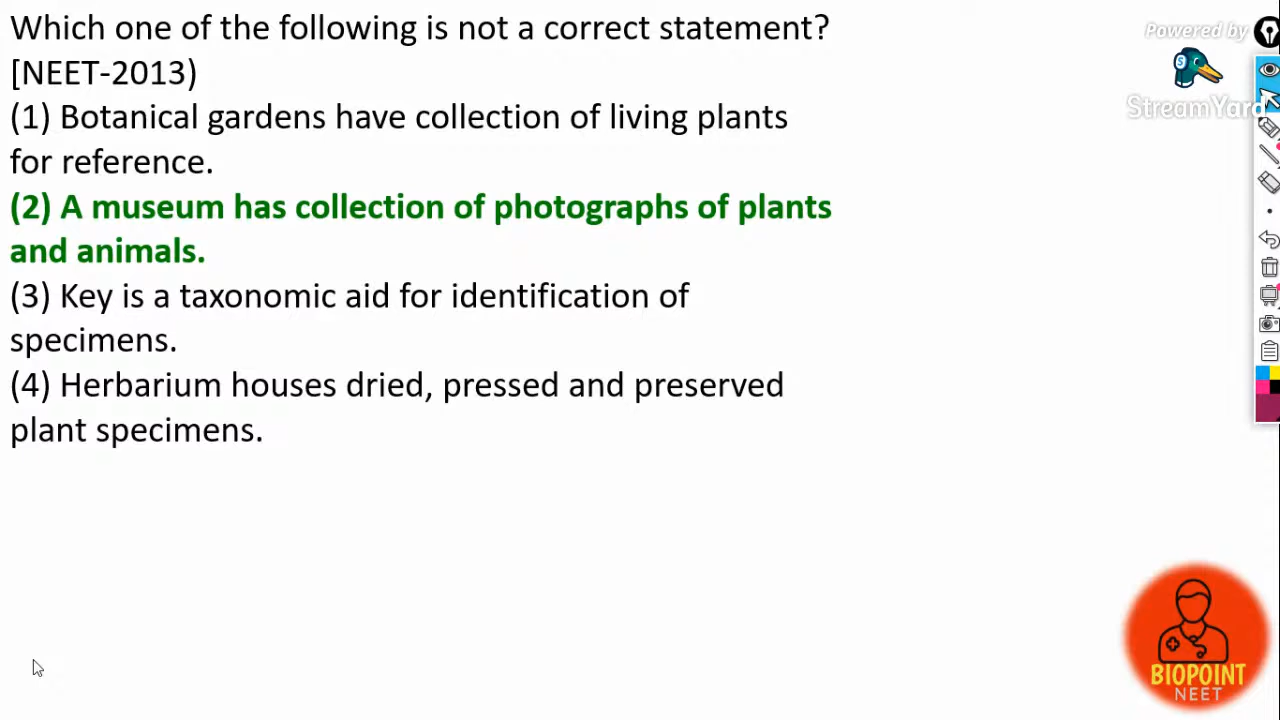 Which one of the following is not a correct statement?
[NEET-2013)
(1) Botanical gardens have collection of living plants
for reference.
(2) A museum has collection of photographs of plants
and animals.
(3) Key is a taxonomic aid for identification of
specimens.
(4) Herbarium houses dried, pressed and preserved
plant specimens.
Powered by
S
StreamYard
BIOPOINT
NEET